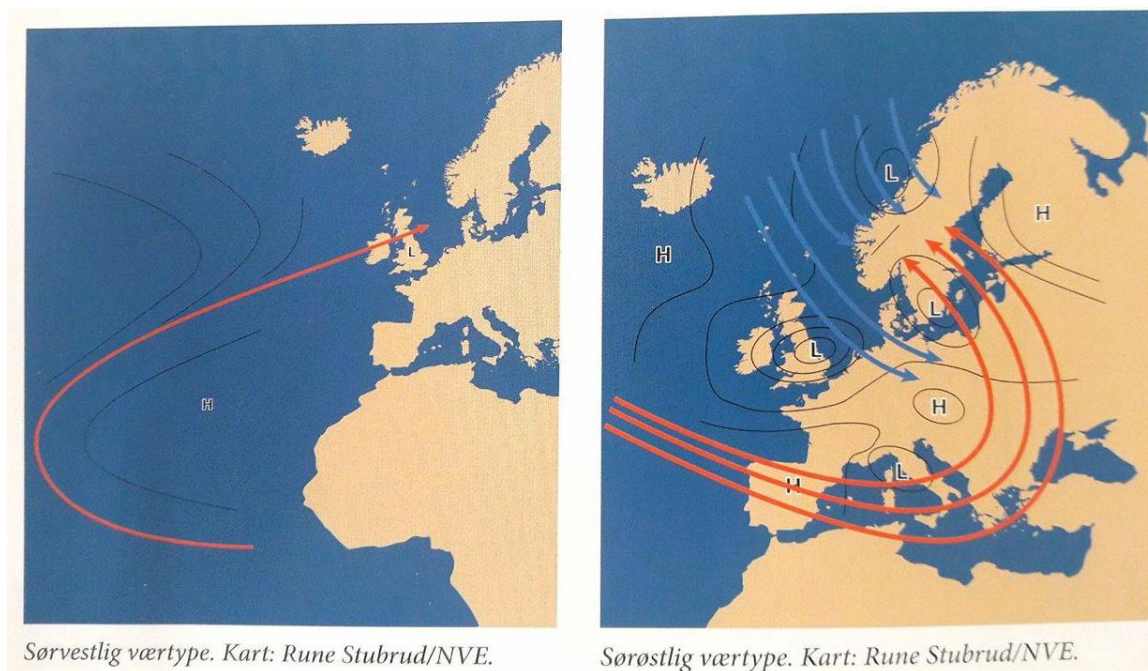 L
H
L
H
H
L
L
H
L
H
Sørvestlig værtype. Kart: Rune Stubrud/NVE.
Sørøstlig værtype. Kart: Rune Stubrud/NVE.